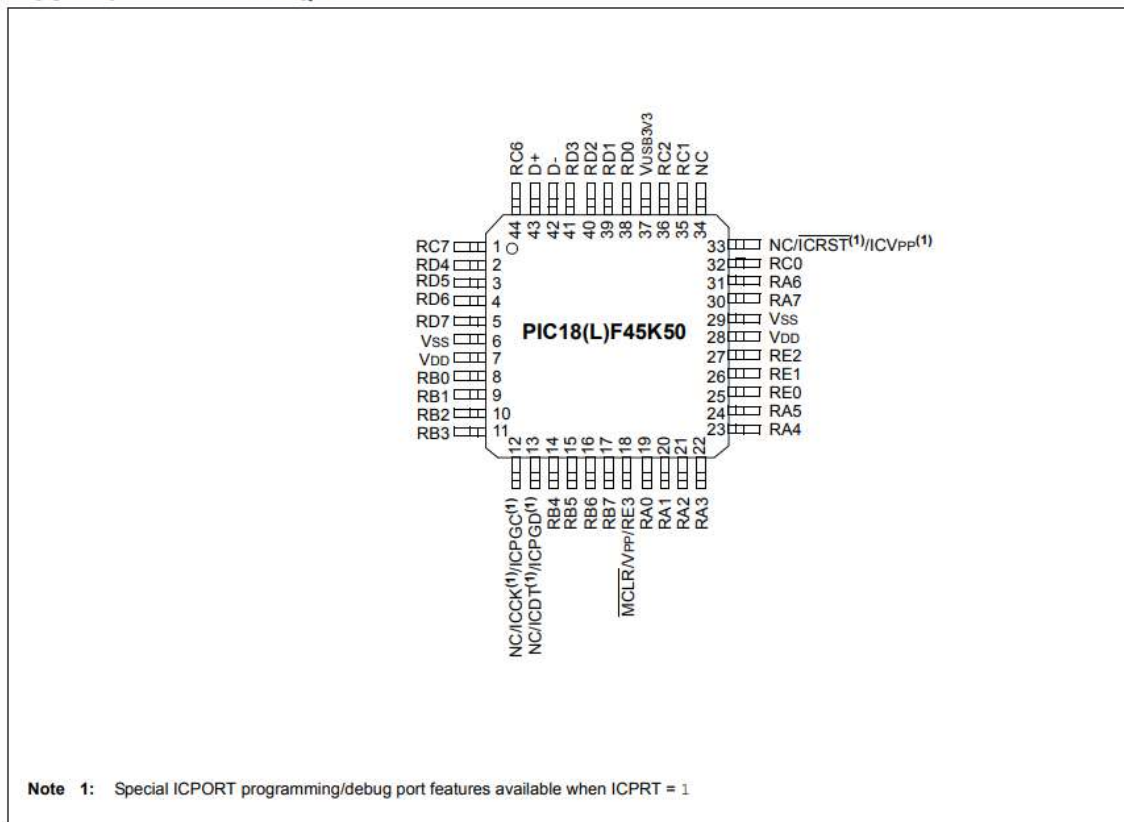 RC6
D+
D-
RD3
RD2
RD1
RD0
VUSB3V3
RC2
RC1
NC
44
43
42
41
40
39
38
37
36
35
34
RC7 1
RD4 2
RD5 3
RD6 4
RD7 5
VSS 6
VDD 7
RB0 8
RB1 9
RB2 10
RB3 11
PIC18(L)F45K50
33 NC/ICRST(1)/ICVPP(1)
32 RC0
31 RA6
30 RA7
29 VSS
28 VDD
27 RE2
26 RE1
25 RE0
24 RA5
23 RA4
12
13
14
15
16
17
18
19
20
21
22
NC/ICCK(1)/ICPGC(1)
NC/ICDT(1)/ICPGD(1)
RB4
RB5
RB6
RB7
MCLR/VPP/RE3
RA0
RA1
RA2
RA3
Note 1: Special ICPORT programming/debug port features available when ICPRT = 1